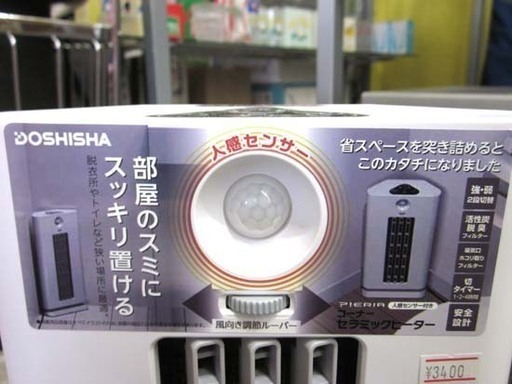 DOSHISHA
部屋のスミに
スッキリ置ける
脱衣所やトイレなど狭い場所に最適。
人感センサー
風向き調節ルーバー
省スペースを突き詰めると
このカタチになりました
強・弱
2段切替
活性炭
脱臭
フィルター
吸気口
ホコリ取り
フィルター
切
タイマー
1・2・4時間
安全
設計
PIERIA
人感センサー付き
コーナー
セラミックヒーター
¥3400